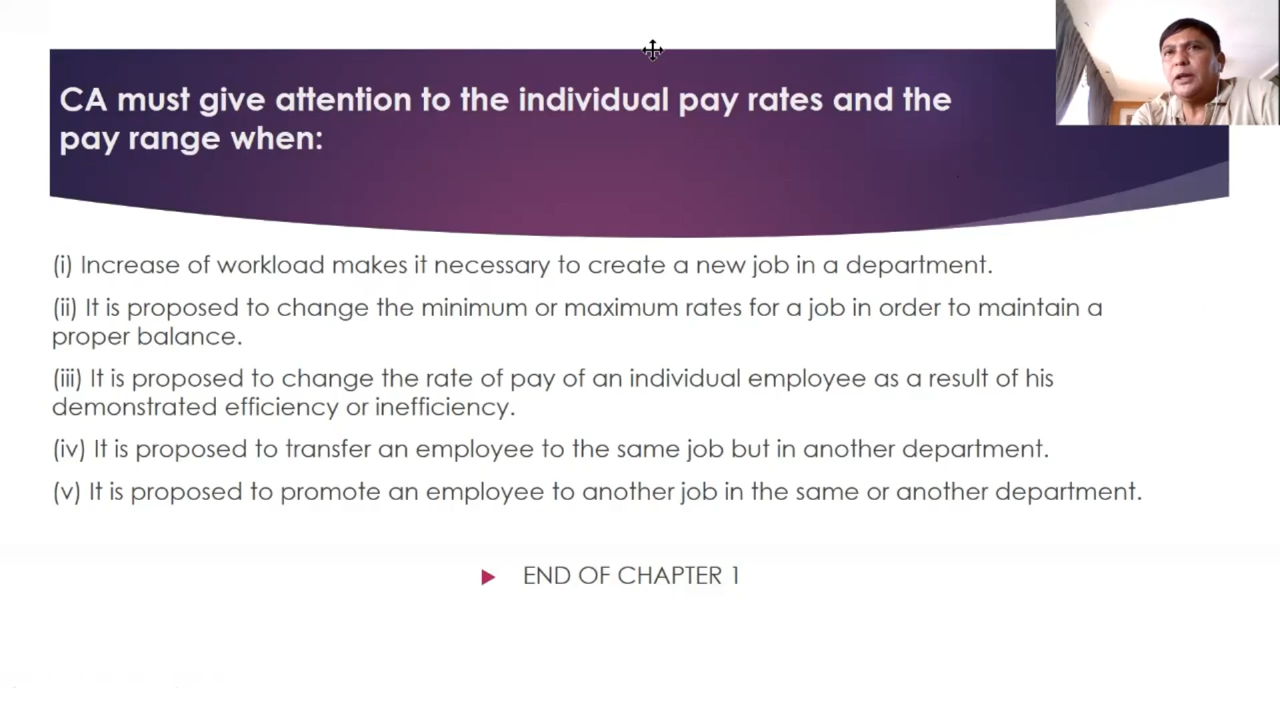 CA must give attention to the individual pay rates and the
pay range when:
(i) Increase of workload makes it necessary to create a new job in a department.
(ii) It is proposed to change the minimum or maximum rates for a job in order to maintain a
proper balance.
(iii) It is proposed to change the rate of pay of an individual employee as a result of his
demonstrated efficiency or inefficiency.
(iv) It is proposed to transfer an employee to the same job but in another department.
(v) It is proposed to promote an employee to another job in the same or another department.
END OF CHAPTER 1